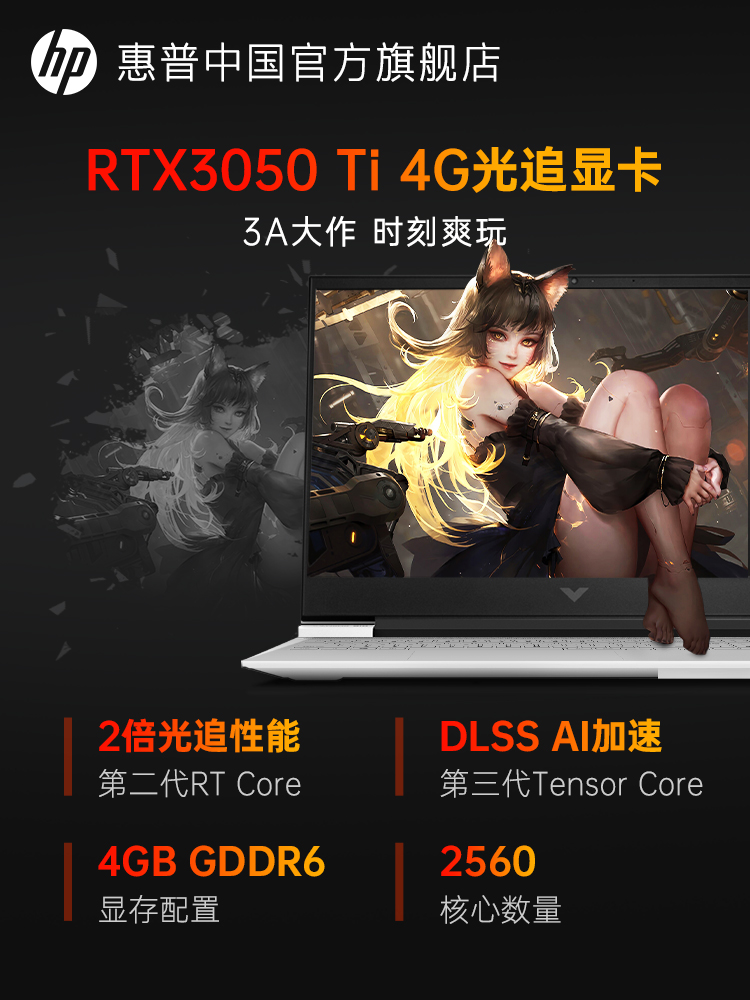 hp 惠普中国官方旗舰店
RTX3050 Ti 4G光追显卡
3A大作 时刻爽玩
2倍光追性能
第二代RT Core
DLSS AI加速
第三代Tensor Core
4GB GDDR6
显存配置
2560
核心数量